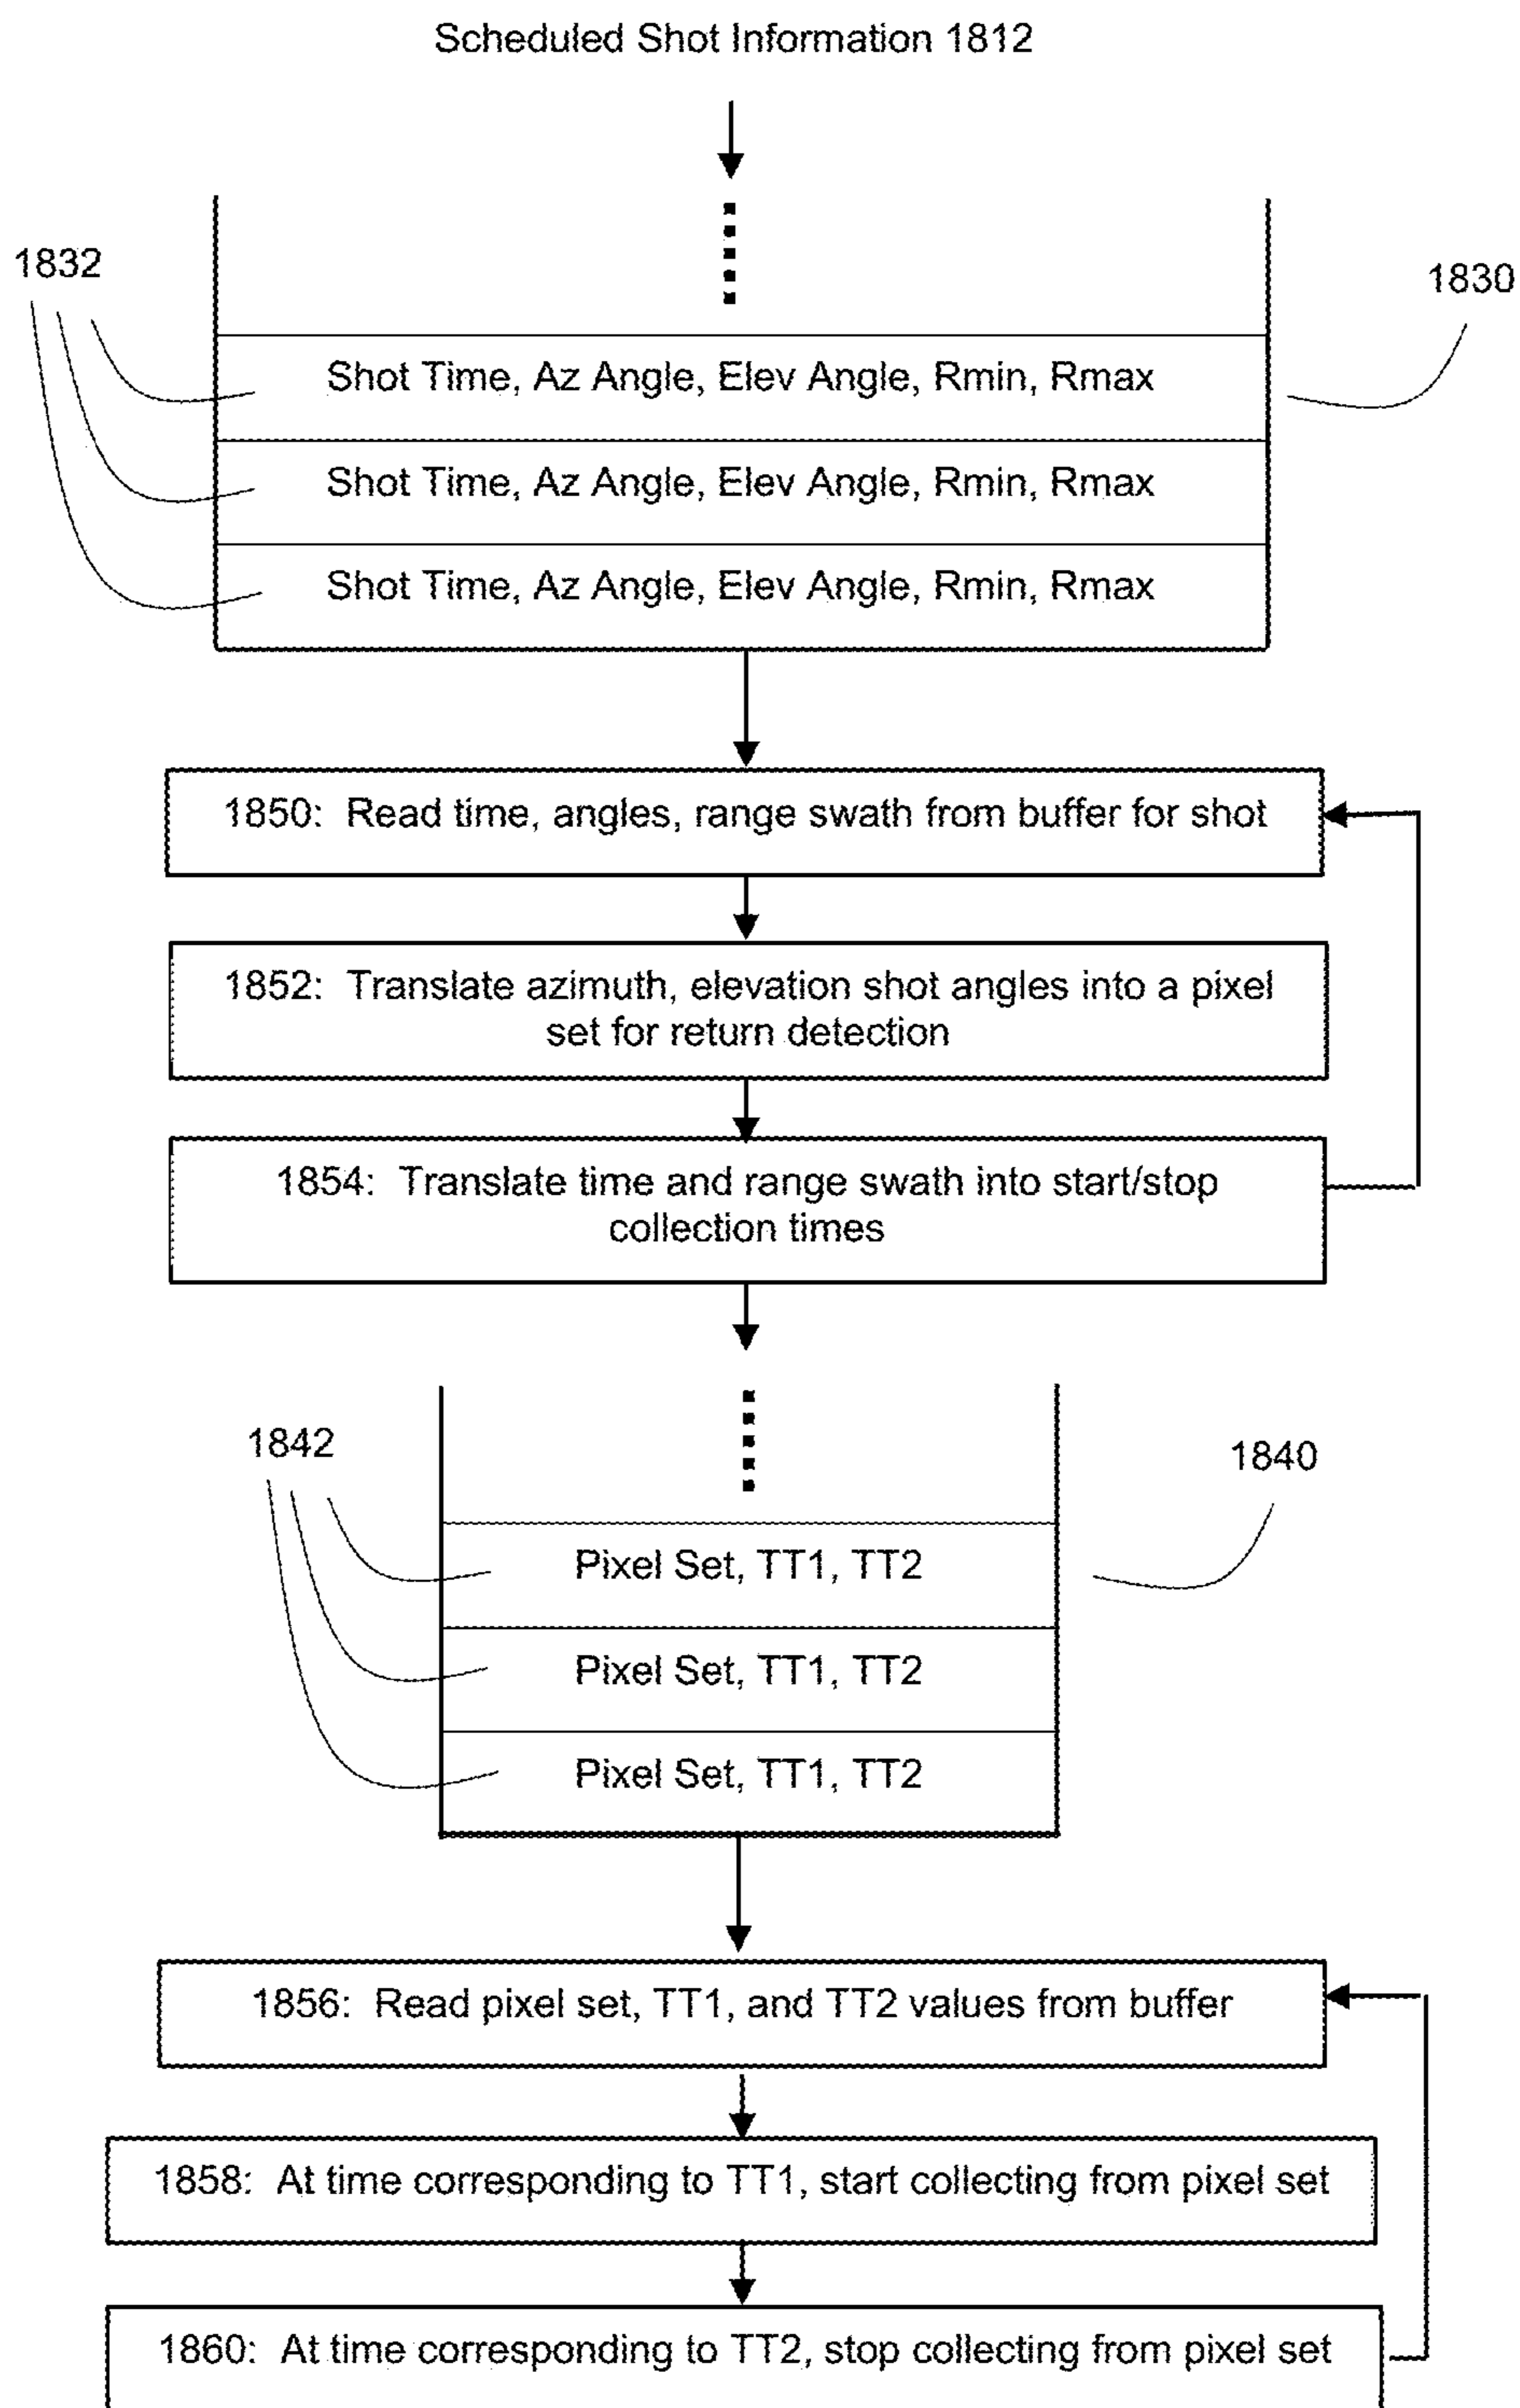 Scheduled Shot Information 1812
1832
1830
Shot Time, Az Angle, Elev Angle, Rmin, Rmax
Shot Time, Az Angle, Elev Angle, Rmin, Rmax
Shot Time, Az Angle, Elev Angle, Rmin, Rmax
1850: Read time, angles, range swath from buffer for shot
1852: Translate azimuth, elevation shot angles into a pixel
set for return detection
1854: Translate time and range swath into start/stop
collection times
1842
1840
Pixel Set, TT1, TT2
Pixel Set, TT1, TT2
Pixel Set, TT1, TT2
1856: Read pixel set, TT1, and TT2 values from buffer
1858: At time corresponding to TT1, start collecting from pixel set
1860: At time corresponding to TT2, stop collecting from pixel set